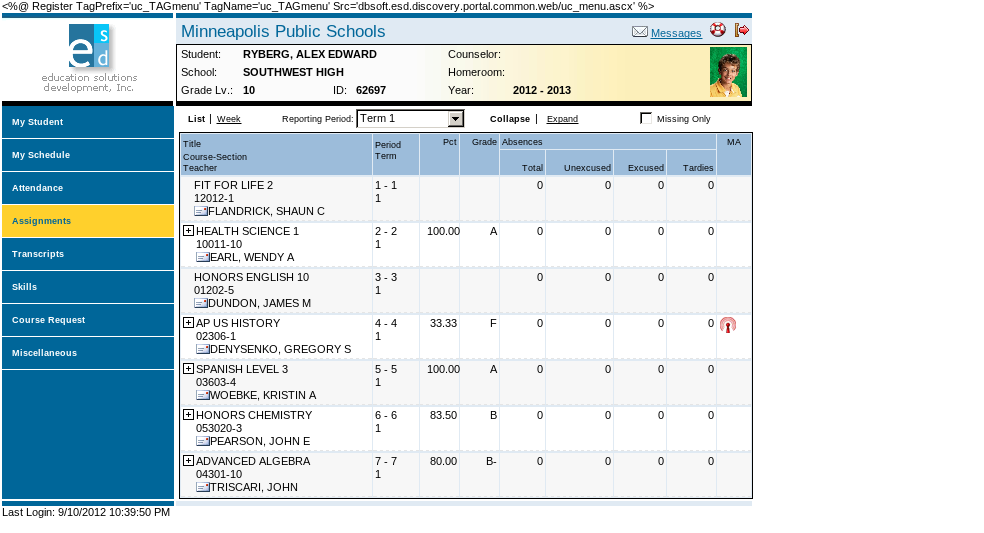 <%@ Register TagPrefix='uc_TAGmenu' TagName='uc_TAGmenu' Src='dbsoft.esd.discovery.portal.common.web/uc_menu.ascx' %>
esd
education solutions
development, Inc.
Minneapolis Public Schools
Messages
Student: RYBERG, ALEX EDWARD Counselor:
School: SOUTHWEST HIGH Homeroom:
Grade Lv.: 10 ID: 62697 Year: 2012 - 2013
My Student
My Schedule
Attendance
Assignments
Transcripts
Skills
Course Request
Miscellaneous
List | Week Reporting Period: Term 1 Collapse | Expand Missing Only
Title Period Pct Grade Absences MA
Course-Section Term
Teacher Total Unexcused Excused Tardies
FIT FOR LIFE 2 1 - 1 0 0 0 0
12012-1 1
FLANDRICK, SHAUN C
HEALTH SCIENCE 1 2 - 2 100.00 A 0 0 0 0
10011-10 1
EARL, WENDY A
HONORS ENGLISH 10 3 - 3 0 0 0 0
01202-5 1
DUNDON, JAMES M
AP US HISTORY 4 - 4 33.33 F 0 0 0 0
02306-1 1
DENYSENKO, GREGORY S
SPANISH LEVEL 3 5 - 5 100.00 A 0 0 0 0
03603-4 1
WOEBKE, KRISTIN A
HONORS CHEMISTRY 6 - 6 83.50 B 0 0 0 0
053020-3 1
PEARSON, JOHN E
ADVANCED ALGEBRA 7 - 7 80.00 B- 0 0 0 0
04301-10 1
TRISCARI, JOHN
Last Login: 9/10/2012 10:39:50 PM